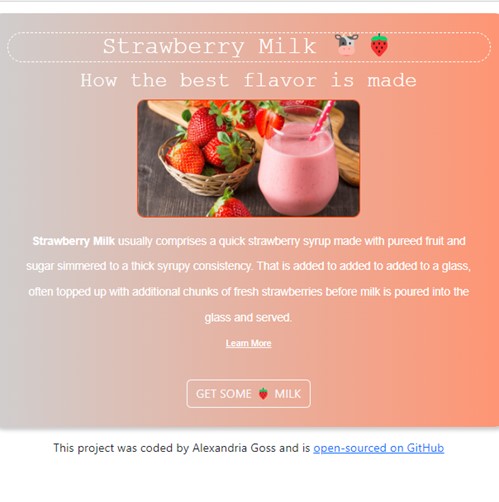 Strawberry Milk 🐮🍓
How the best flavor is made
Strawberry Milk usually comprises a quick strawberry syrup made with pureed fruit and
sugar simmered to a thick syrupy consistency. That is added to added to added to a glass,
often topped up with additional chunks of fresh strawberries before milk is poured into the
glass and served.
Learn More
GET SOME 🍓 MILK
This project was coded by Alexandria Goss and is open-sourced on GitHub